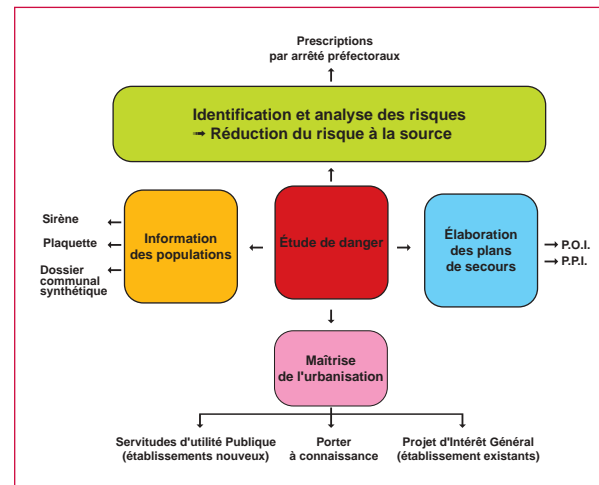 Prescriptions
par arrêté préfectoraux
Identification et analyse des risques
➞ Réduction du risque à la source
Sirène
Plaquette
Dossier
communal
synthétique
Information
des populations
Étude de danger
Élaboration
des plans
de secours
P.O.I.
P.P.I.
Maîtrise
de l'urbanisation
Servitudes d'utilité Publique
(établissements nouveux)
Porter
à connaissance
Projet d'Intérêt Général
(établissement existants)